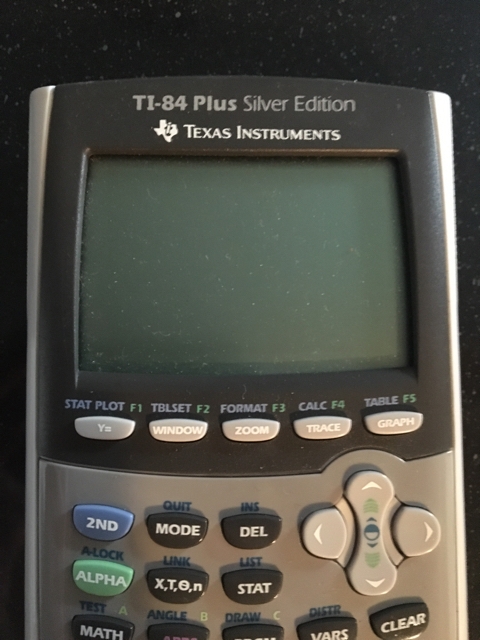 TI-84 Plus Silver Edition
TEXAS INSTRUMENTS
STAT PLOT F1 TBLSET F2 FORMAT F3 CALC F4 TABLE F5
Y= WINDOW ZOOM TRACE GRAPH
QUIT INS
2ND MODE DEL
A-LOCK LINK LIST
ALPHA X,T,Θ,n STAT
TEST A ANGLE B DRAW C DISTR
MATH VARS CLEAR